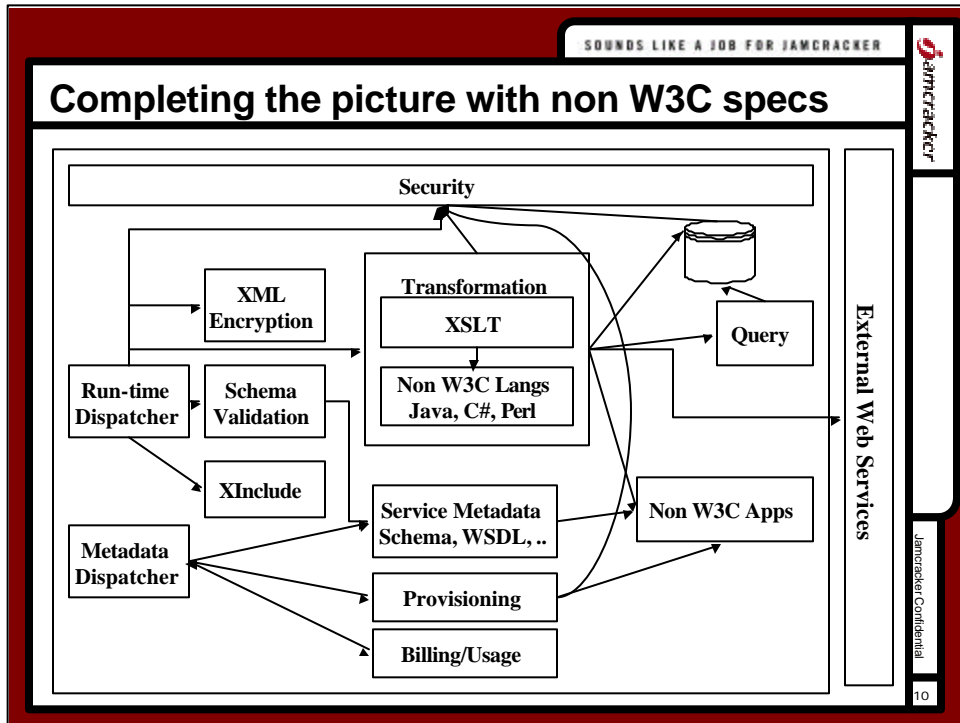 SOUNDS LIKE A JOB FOR JAMCRACKER
Jamcracker
Completing the picture with non W3C specs
Security
XML
Encryption
Transformation
XSLT
Non W3C Langs
Java, C#, Perl
Query
Run-time
Dispatcher
Schema
Validation
XInclude
Service Metadata
Schema, WSDL, ..
Non W3C Apps
Metadata
Dispatcher
Provisioning
Billing/Usage
External Web Services
Jamcracker Confidential
10